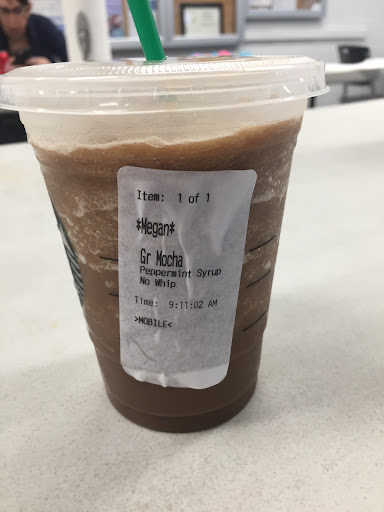 Item: 1 of 1
*Megan*
Gr Mocha
Peppermint Syrup
No Whip
Time: 9:11:02 AM
>MOBILE<